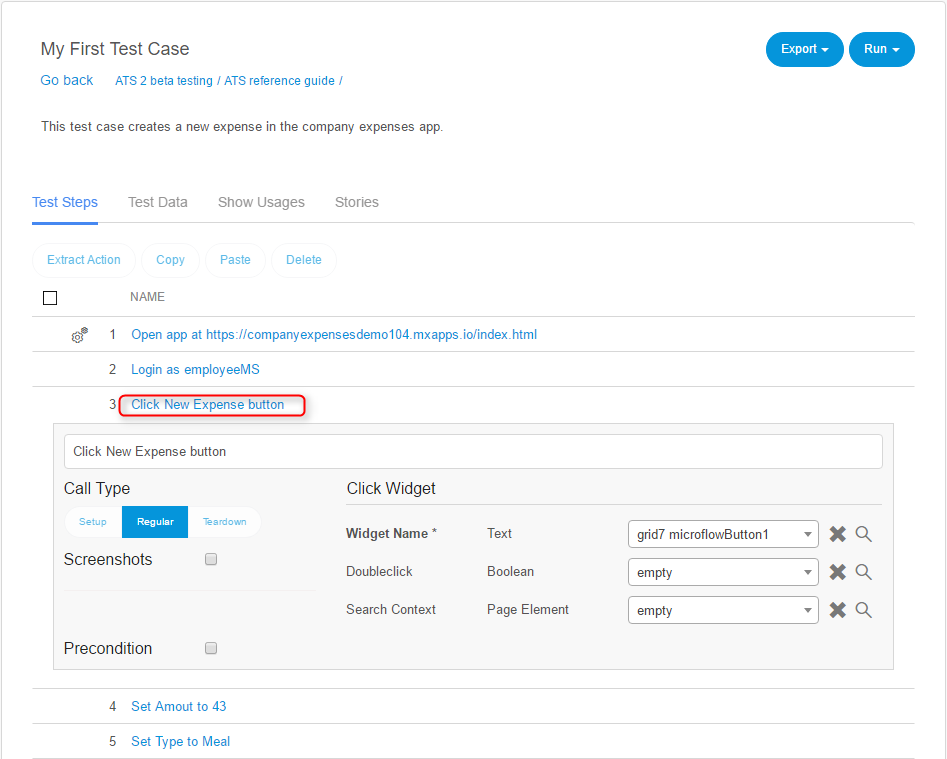 My First Test Case
Export
Run
Go back ATS 2 beta testing / ATS reference guide /
This test case creates a new expense in the company expenses app.
Test Steps Test Data Show Usages Stories
Extract Action Copy Paste Delete
NAME
1 Open app at https://companyexpensesdemo104.mxapps.io/index.html
2 Login as employeeMS
3 Click New Expense button
Click New Expense button
Call Type
Setup Regular Teardown
Screenshots
Precondition
Click Widget
Widget Name * Text grid7 microflowButton1
Doubleclick Boolean empty
Search Context Page Element empty
4 Set Amout to 43
5 Set Type to Meal